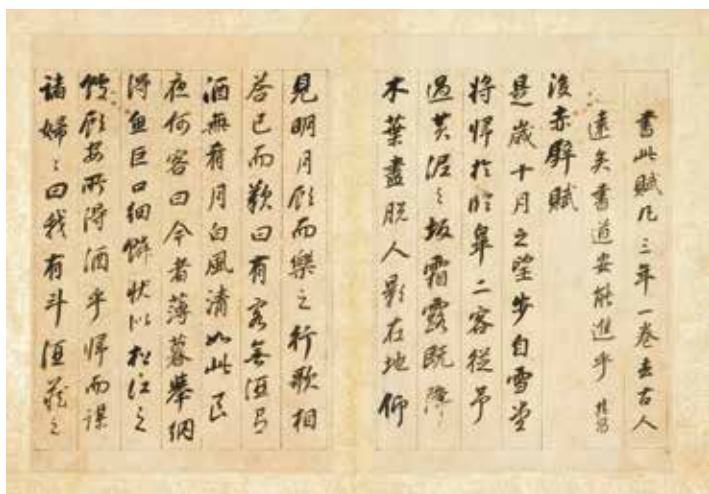 書此賦凡三年一卷去古人
遠矣書道安能進乎 其昌
後赤壁賦
是歲十月之望步自雪堂
將歸於臨皋二客從予
過黃泥之坂霜露既降
木葉盡脫人影在地仰
見明月顧而樂之行歌相
答已而歎曰有客無酒有
酒無肴月白風清如此良
夜何客曰今者薄暮舉網
得魚巨口細鱗狀似松江之
鱸顧安所得酒乎歸而謀
諸婦婦曰我有斗酒藏之